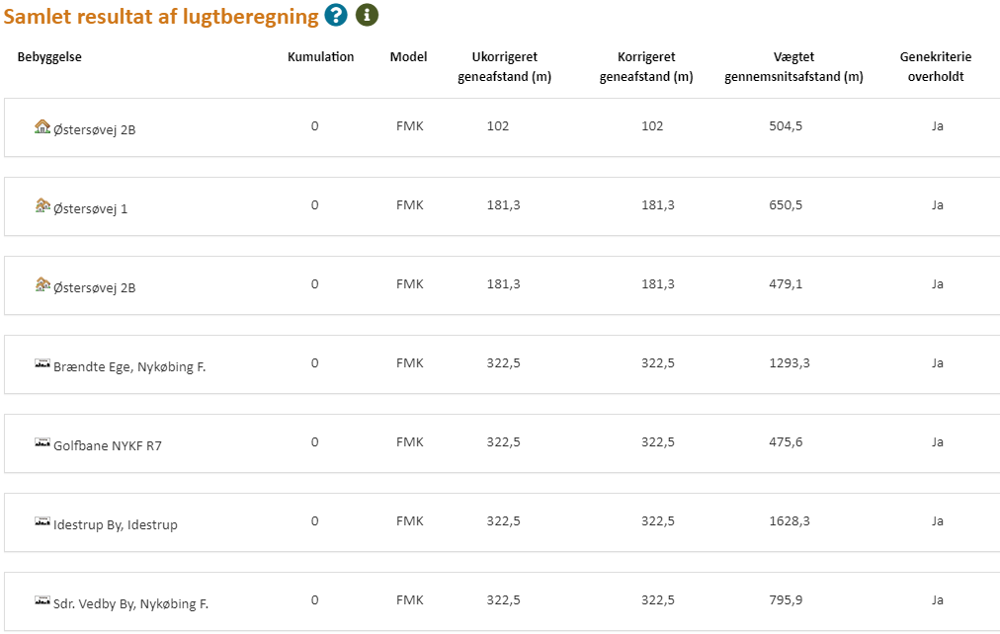 Samlet resultat af lugtberegning ? i
Bebyggelse Kumulation Model Ukorrigeret geneafstand (m) Korrigeret geneafstand (m) Vægtet gennemsnitsafstand (m) Genekriterie overholdt
Østersøvej 2B 0 FMK 102 102 504,5 Ja
Østersøvej 1 0 FMK 181,3 181,3 650,5 Ja
Østersøvej 2B 0 FMK 181,3 181,3 479,1 Ja
Brændte Ege, Nykøbing F. 0 FMK 322,5 322,5 1293,3 Ja
Golfbane NYKF R7 0 FMK 322,5 322,5 475,6 Ja
Idestrup By, Idestrup 0 FMK 322,5 322,5 1628,3 Ja
Sdr. Vedby By, Nykøbing F. 0 FMK 322,5 322,5 795,9 Ja